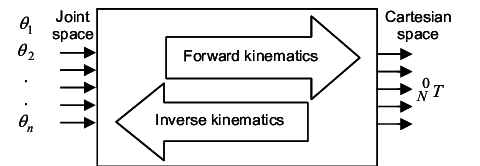 θ1
Joint space
θ2
.
.
θn
Forward kinematics
Inverse kinematics
Cartesian space
0
N T